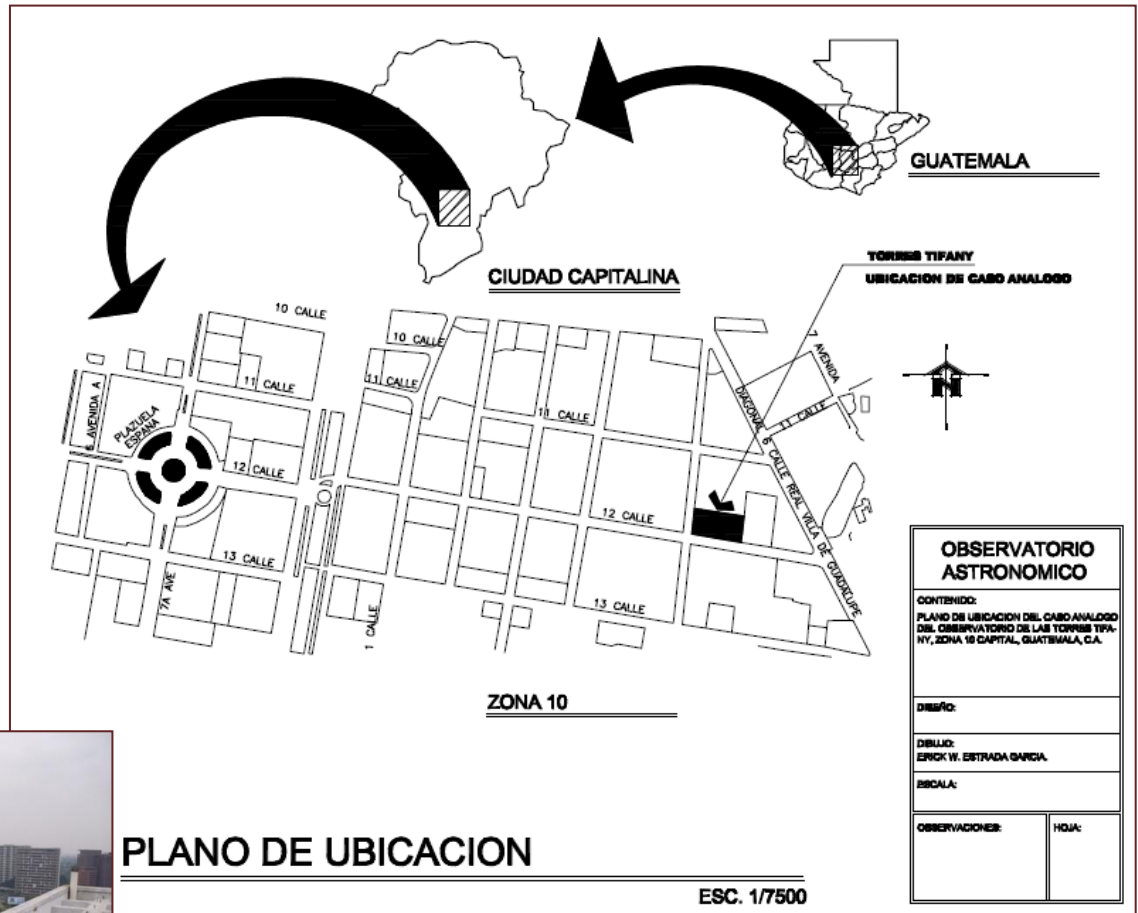 GUATEMALA
CIUDAD CAPITALINA
TORRES TIFANY
UBICACION DE CASO ANALOGO
10 CALLE
10 CALLE
11 CALLE
11 CALLE
11 CALLE
11 CALLE
7 AVENIDA
DIAGONAL 6 CALLE REAL VILLA DE GUADALUPE
6 AVENIDA A
PLAZUELA
ESPAÑA
12 CALLE
12 CALLE
13 CALLE
13 CALLE
7A AVE
1 CALLE
N
ZONA 10
OBSERVATORIO
ASTRONOMICO
CONTENIDO:
PLANO DE UBICACION DEL CASO ANALOGO
DEL OBSERVATORIO DE LAS TORRES TIFA-
NY, ZONA 10 CAPITAL, GUATEMALA, C.A.
DISEÑO:
DIBUJO:
ERICK W. ESTRADA GARCIA.
ESCALA:
OBSERVACIONES:
HOJA:
PLANO DE UBICACION
ESC. 1/7500